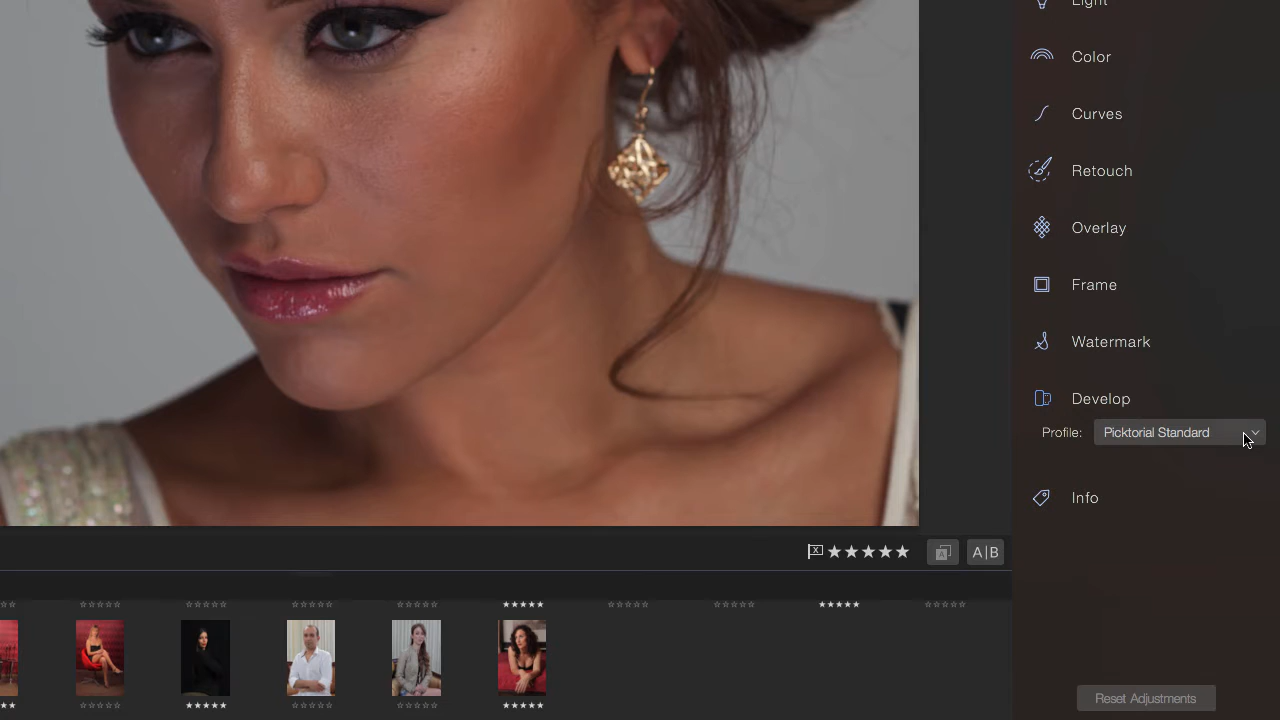 Light
Color
Curves
Retouch
Overlay
Frame
Watermark
Develop
Profile: Picktorial Standard
Info
A|B
Reset Adjustments